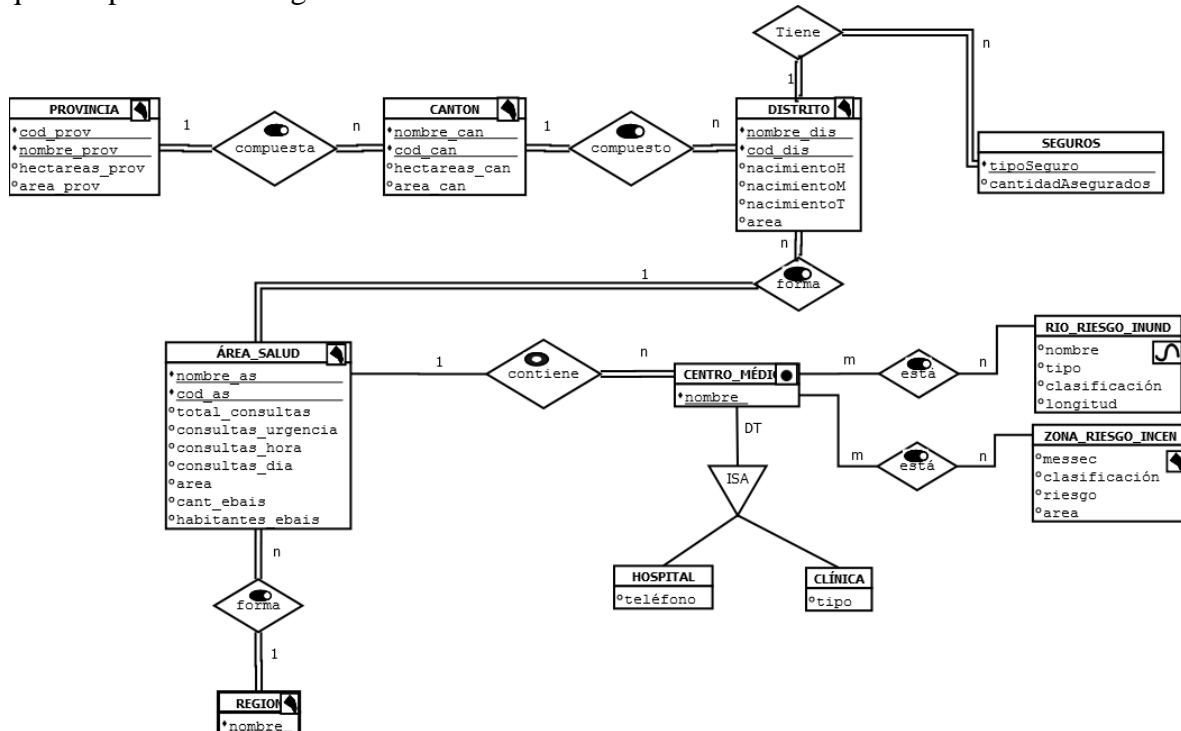 Tiene
n
1
PROVINCIA
cod_prov
nombre_prov
hectareas_prov
area_prov
1
compuesta
n
CANTON
nombre_can
cod_can
hectareas_can
area_can
1
compuesto
n
DISTRITO
nombre_dis
cod_dis
nacimientoH
nacimientoM
nacimientoT
area
SEGUROS
tipoSeguro
cantidadAsegurados
n
forma
1
ÁREA_SALUD
nombre_as
cod_as
total_consultas
consultas_urgencia
consultas_hora
consultas_dia
area
cant_ebais
habitantes_ebais
1
contiene
n
nombre
m
está
n
RIO_RIESGO_INUND
nombre
tipo
clasificación
longitud
m
está
n
ZONA_RIESGO_INCEN
messec
clasificación
riesgo
area
DT
ISA
HOSPITAL
teléfono
CLÍNICA
tipo
n
forma
1
REGION
nombre_